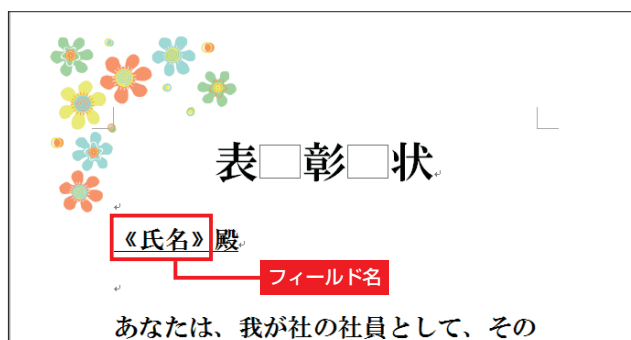 表□彰□状
《氏名》殿
フィールド名
あなたは、我が社の社員として、その